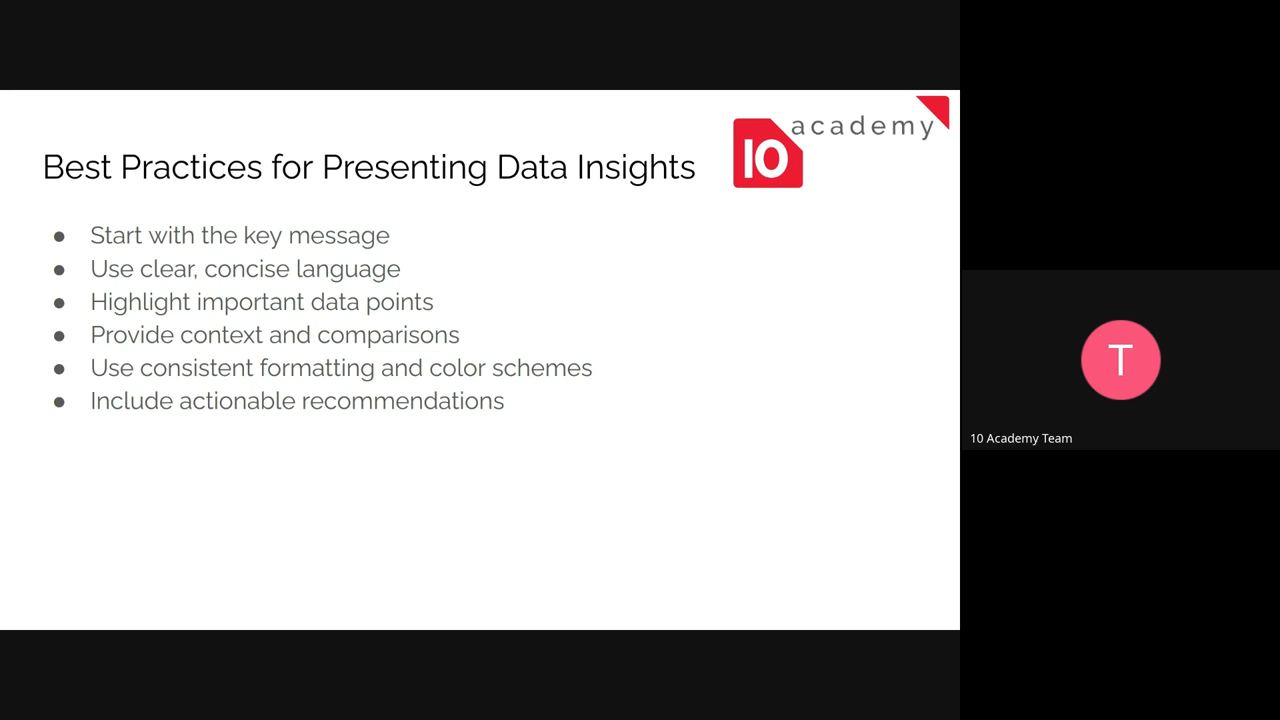 academy
10
Best Practices for Presenting Data Insights
● Start with the key message
● Use clear, concise language
● Highlight important data points
● Provide context and comparisons
● Use consistent formatting and color schemes
● Include actionable recommendations
T
10 Academy Team